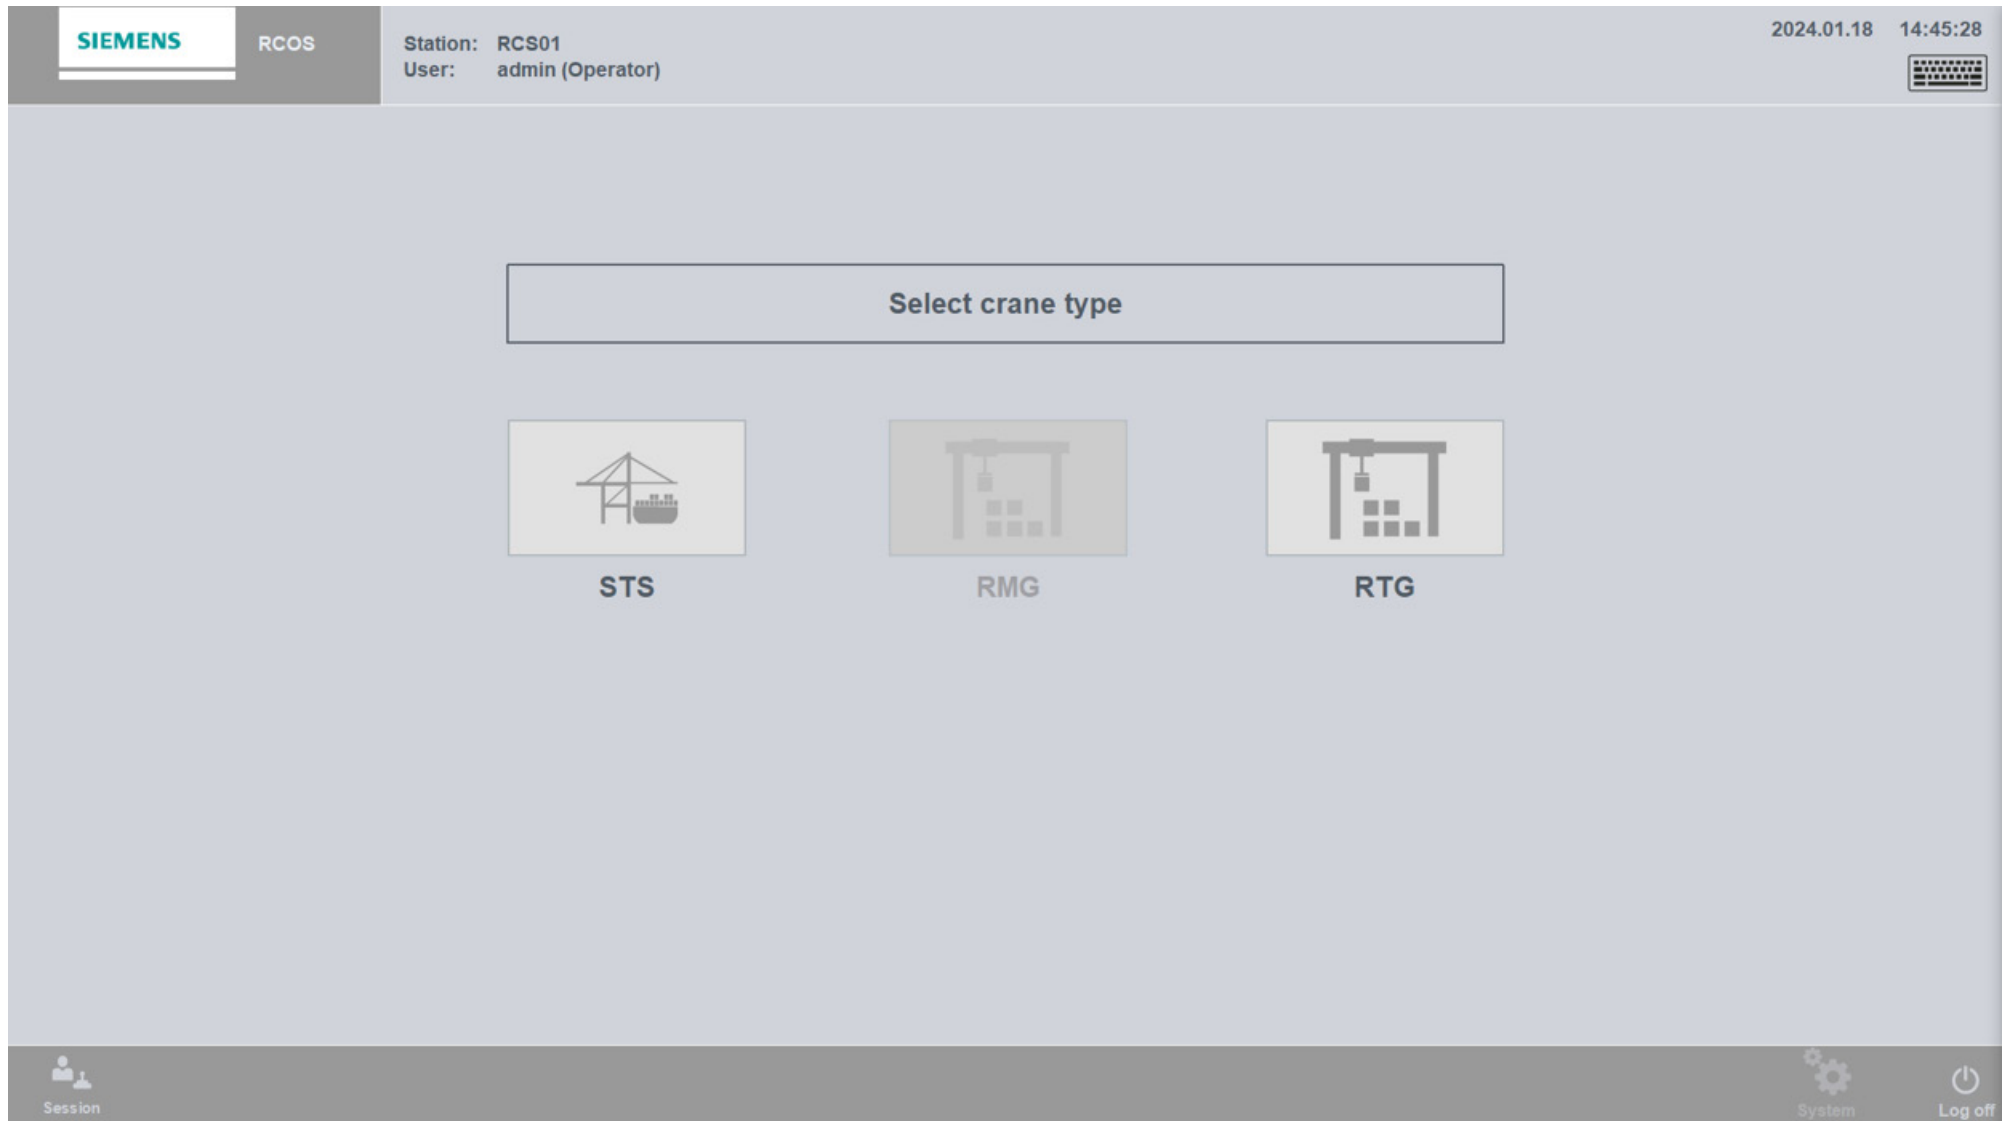 SIEMENS
RCOS
Station: RCS01
User: admin (Operator)
2024.01.18 14:45:28
Select crane type
STS
RMG
RTG
Session
System
Log off